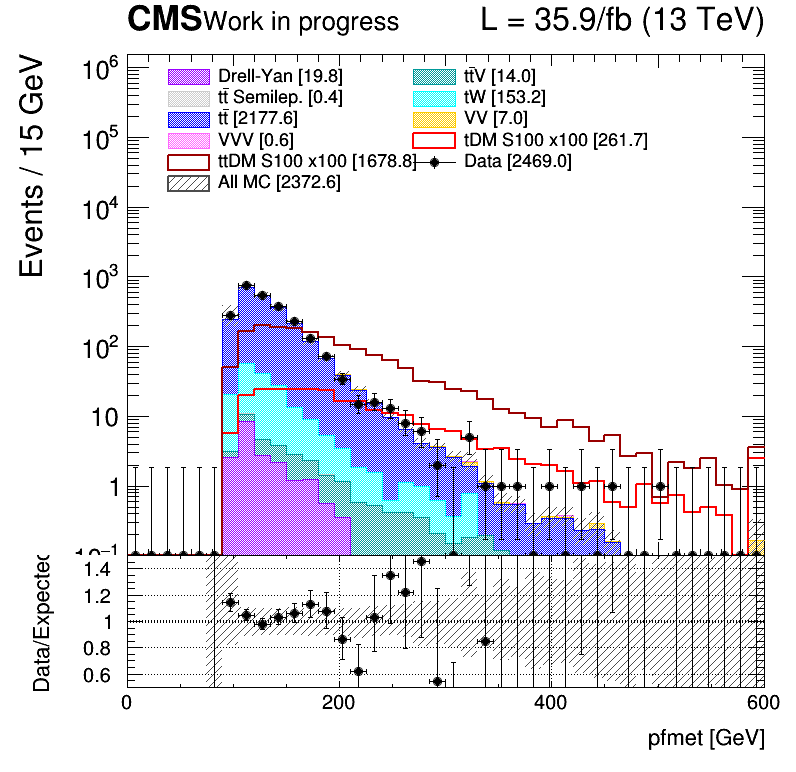 CMS Work in progress L = 35.9/fb (13 TeV)
Events / 15 GeV
10⁶
10⁵
10⁴
10³
10²
10
1
10⁻¹
Drell-Yan [19.8]
tt̄ Semilep. [0.4]
tt̄ [2177.6]
VVV [0.6]
ttDM S100 x100 [1678.8]
All MC [2372.6]
tt̄V [14.0]
tW [153.2]
VV [7.0]
tDM S100 x100 [261.7]
Data [2469.0]
Data/Expected
1.4
1.2
1
0.8
0.6
0 200 400 600
pfmet [GeV]